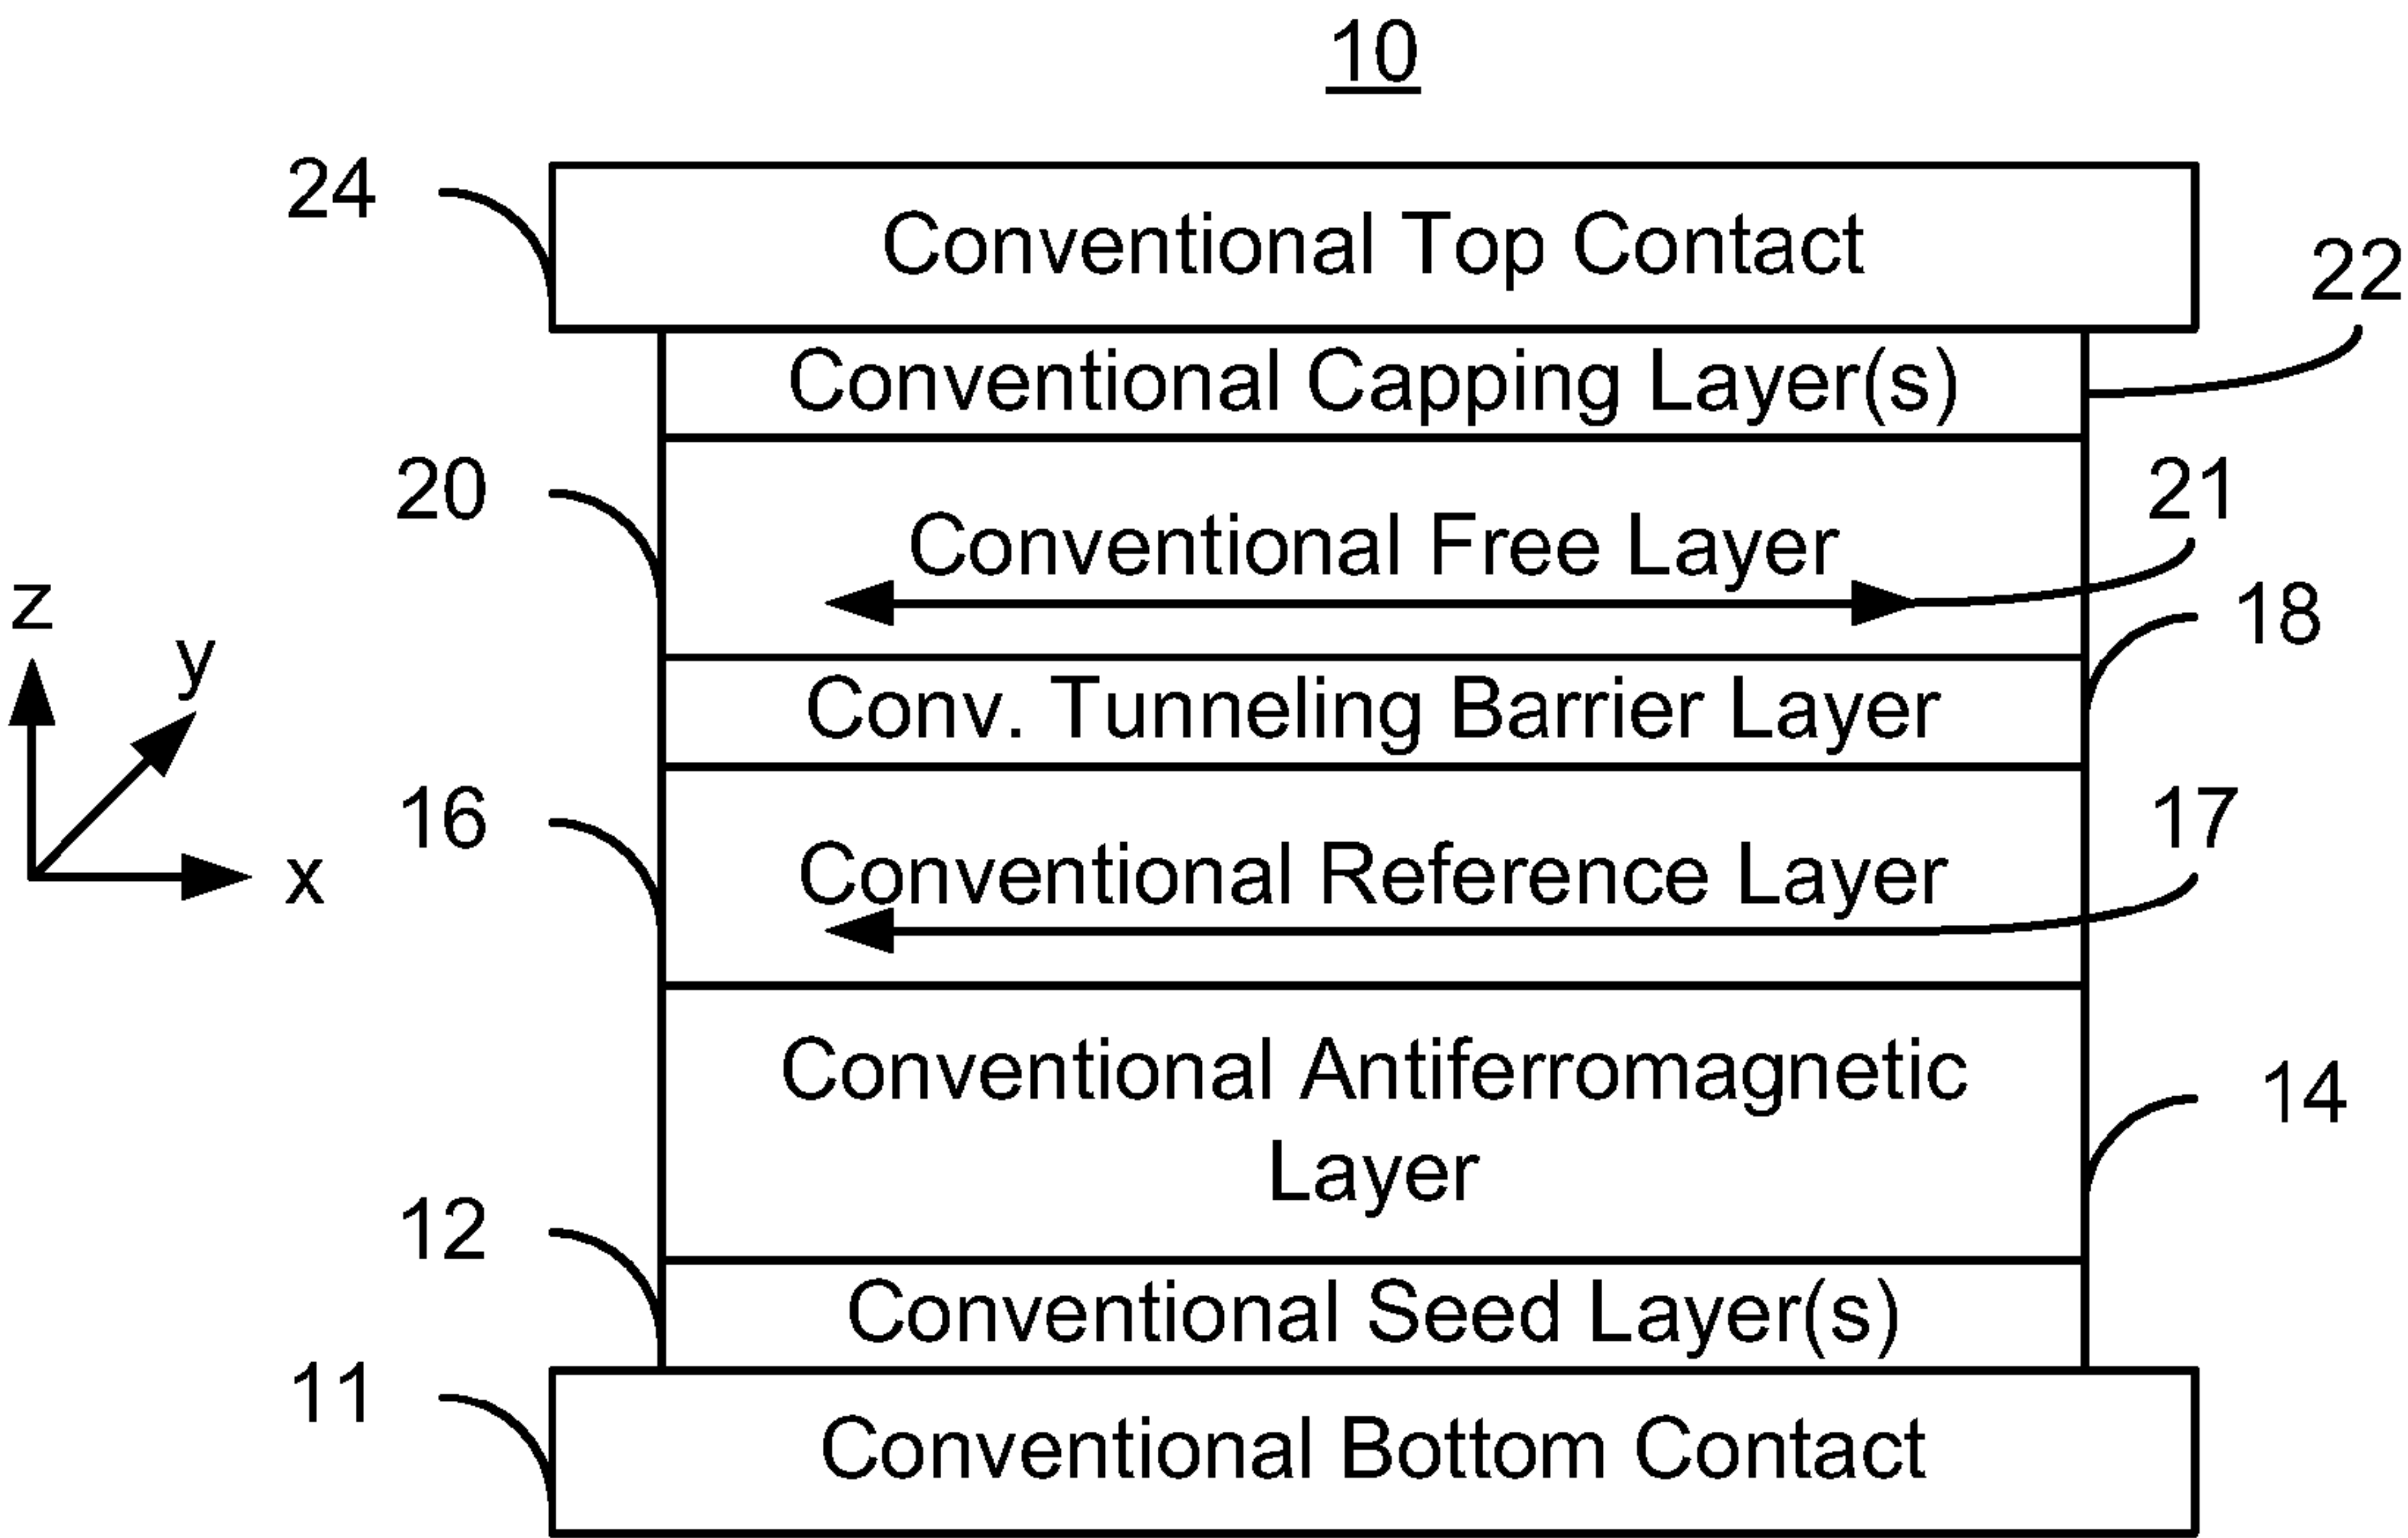 10
24
Conventional Top Contact
22
Conventional Capping Layer(s)
20
21
Conventional Free Layer
z
18
y
Conv. Tunneling Barrier Layer
16
17
Conventional Reference Layer
x
Conventional Antiferromagnetic
Layer
14
12
Conventional Seed Layer(s)
11
Conventional Bottom Contact